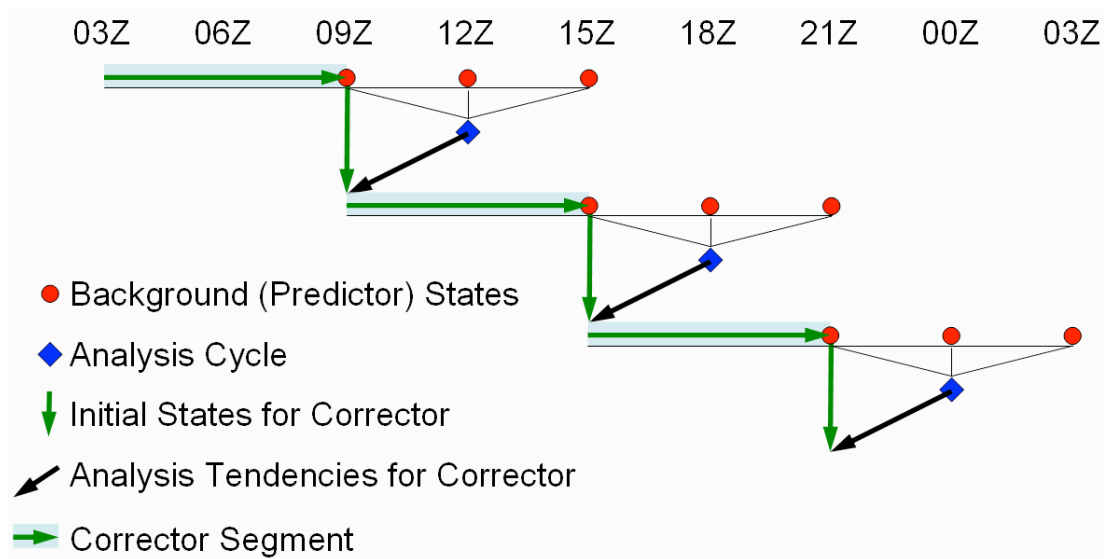 03Z 06Z 09Z 12Z 15Z 18Z 21Z 00Z 03Z
Background (Predictor) States
Analysis Cycle
Initial States for Corrector
Analysis Tendencies for Corrector
Corrector Segment